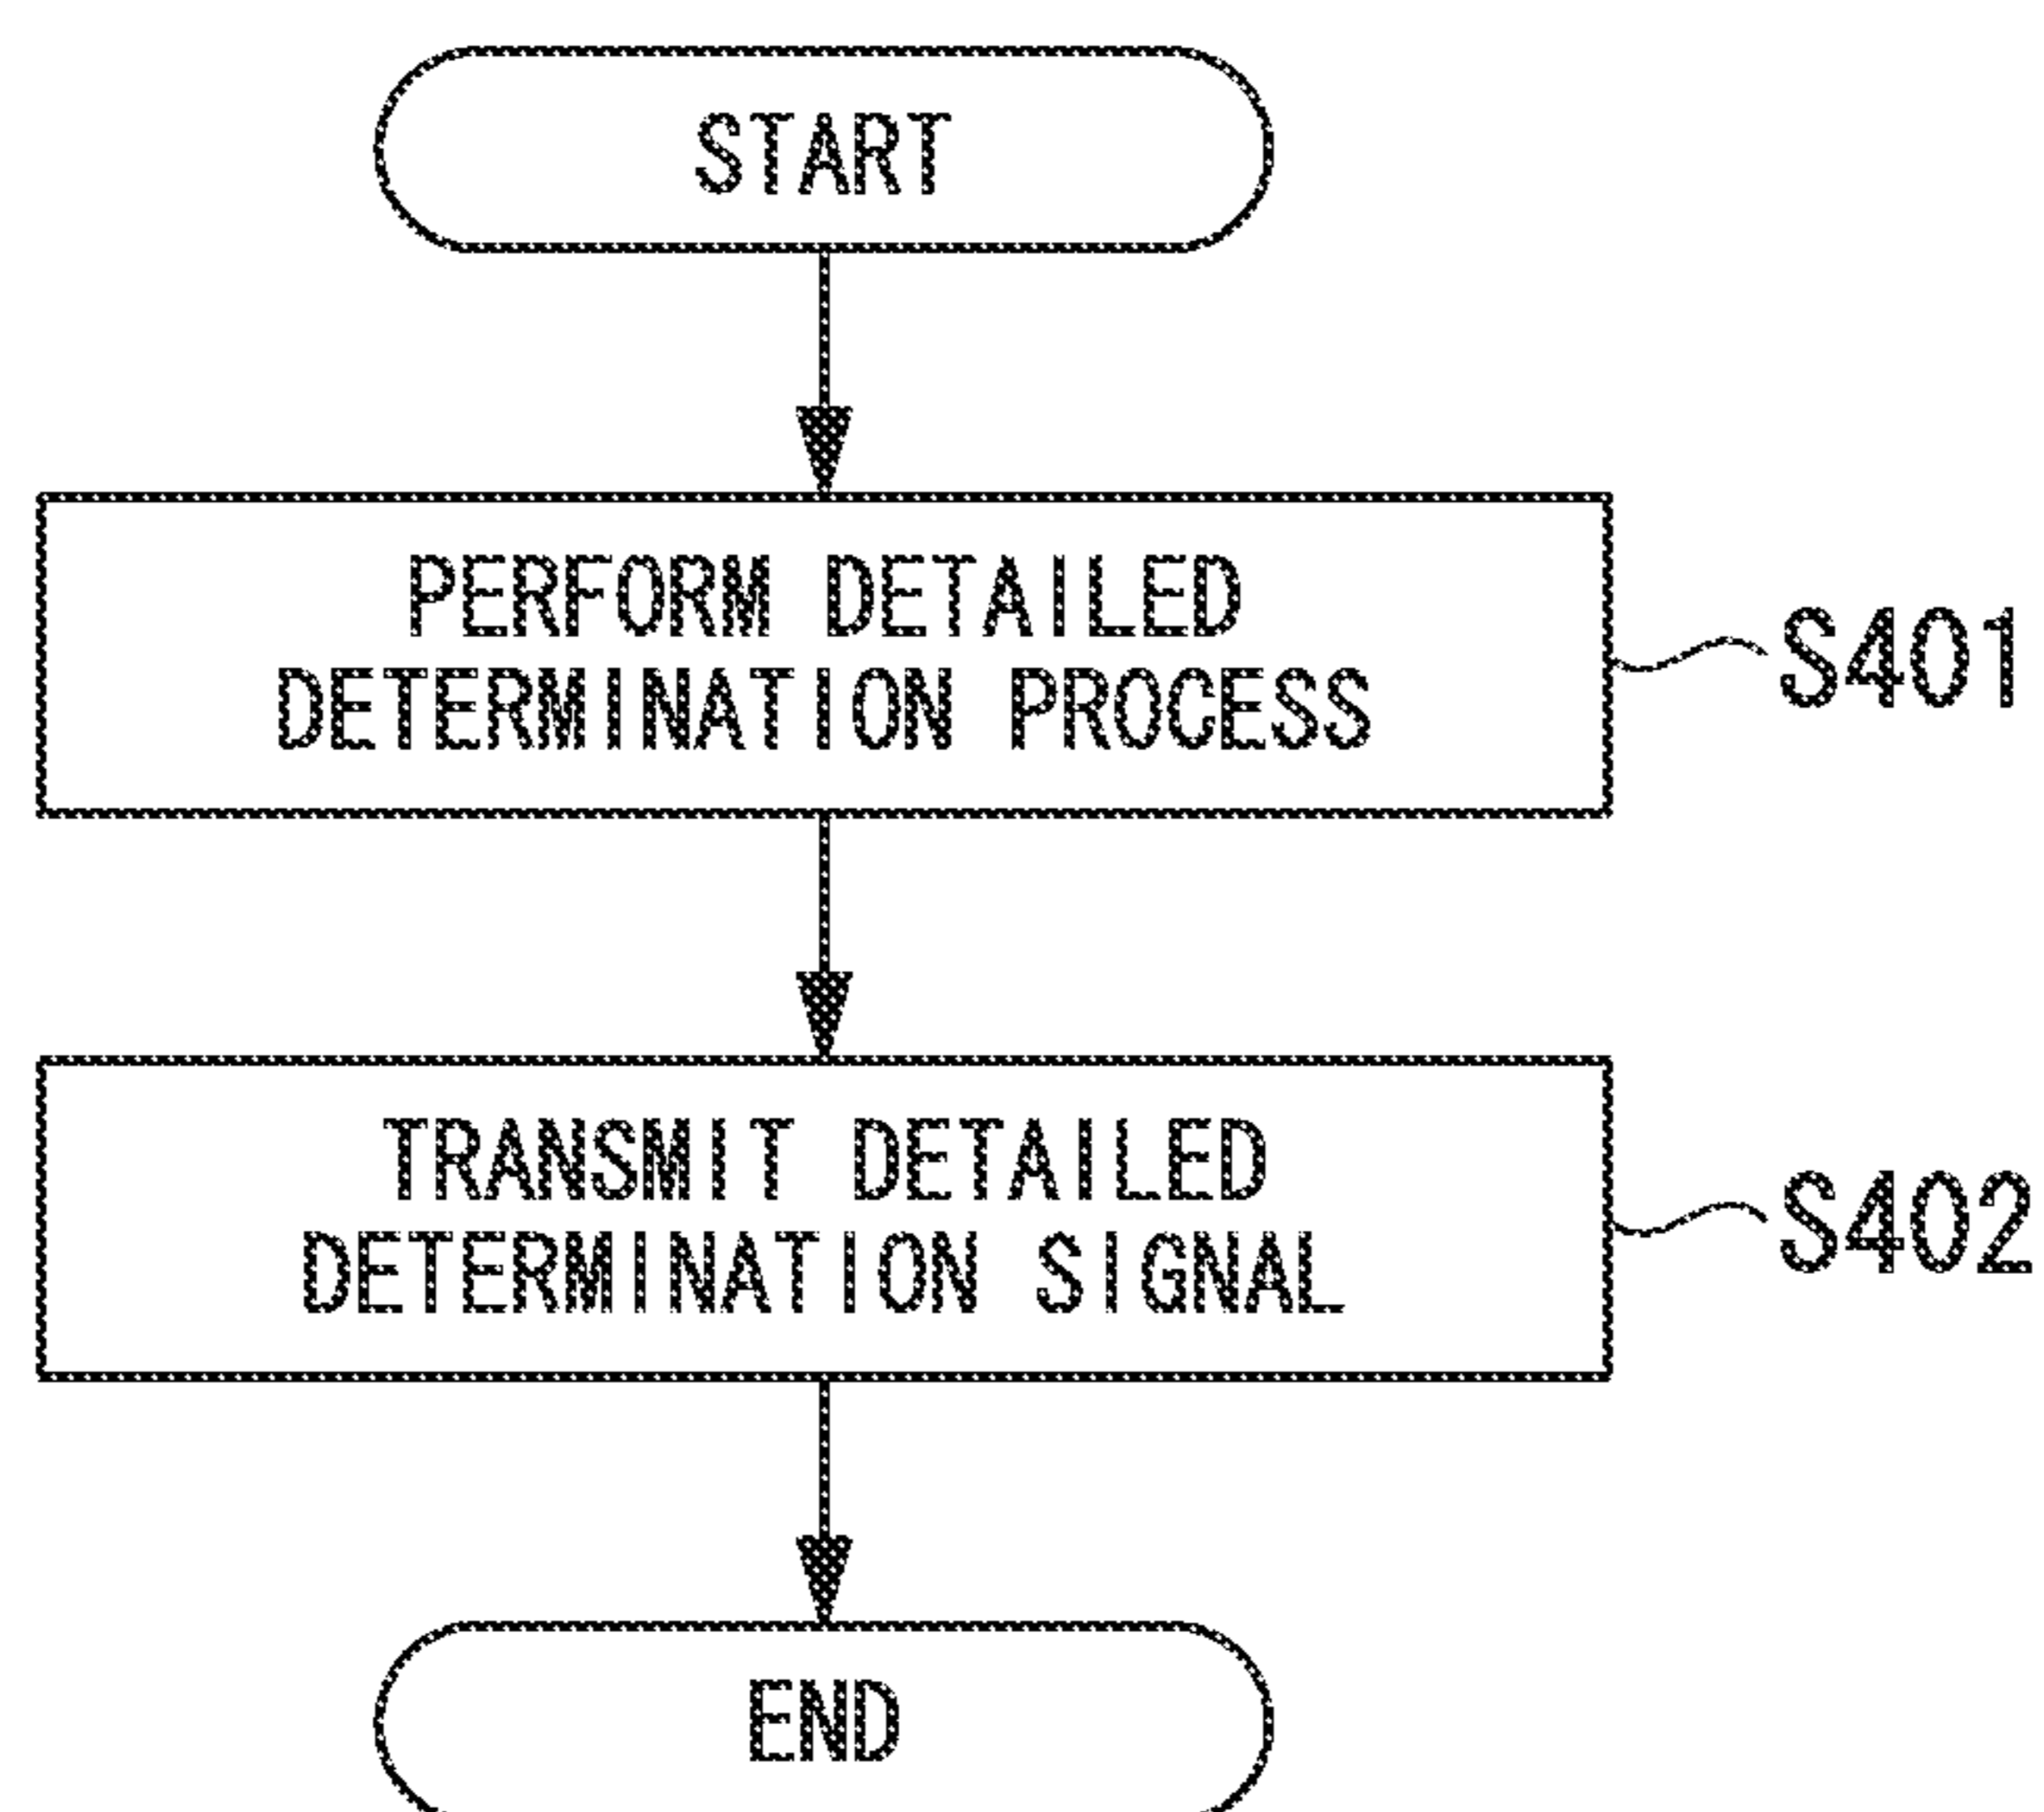 START
PERFORM DETAILED
DETERMINATION PROCESS
S401
TRANSMIT DETAILED
DETERMINATION SIGNAL
S402
END